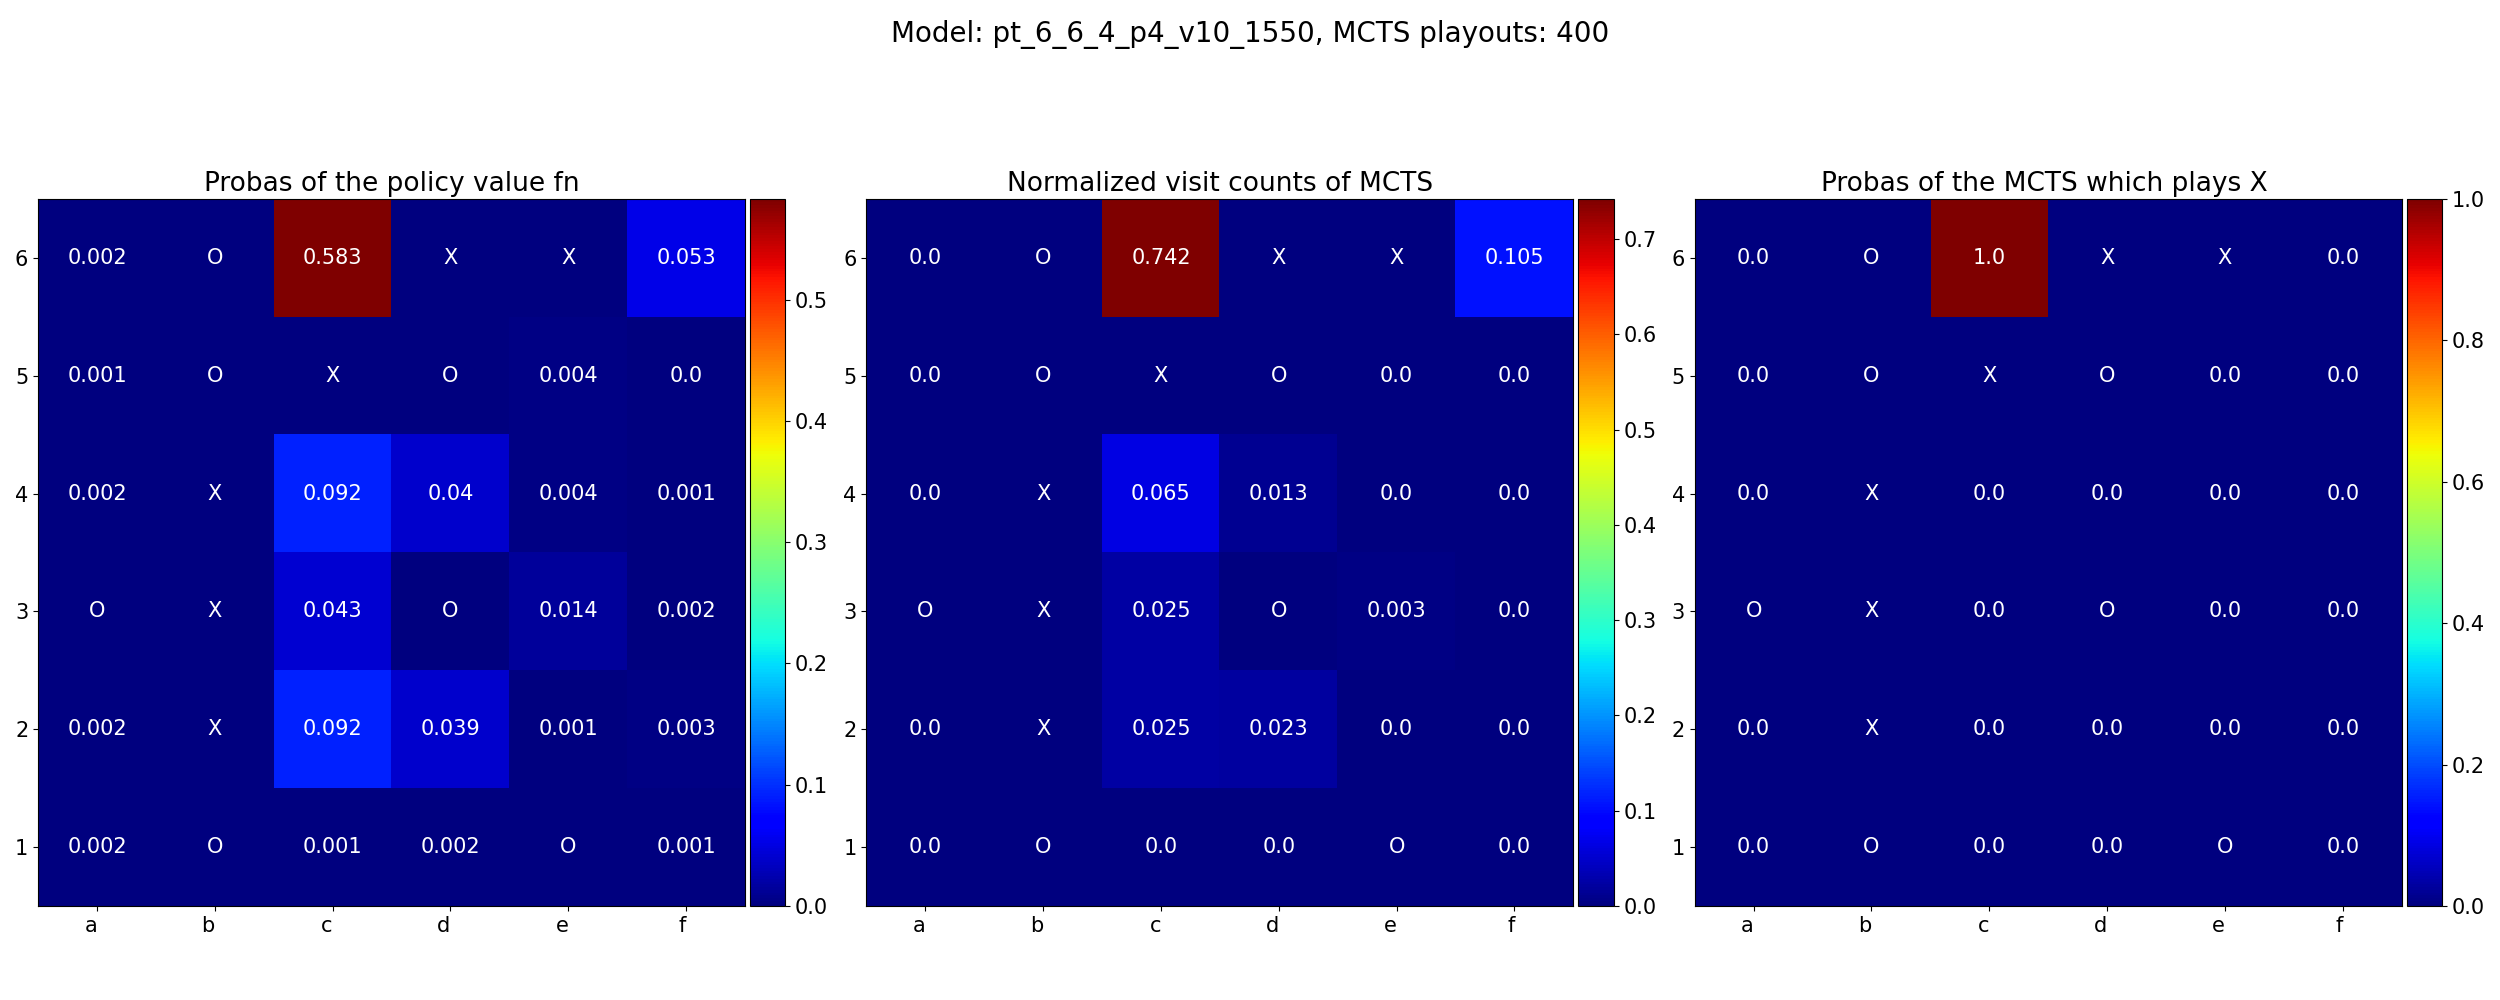 Model: pt_6_6_4_p4_v10_1550, MCTS playouts: 400
Probas of the policy value fn
6 0.002 O 0.583 X X 0.053
5 0.001 O X O 0.004 0.0
4 0.002 X 0.092 0.04 0.004 0.001
3 O X 0.043 O 0.014 0.002
2 0.002 X 0.092 0.039 0.001 0.003
1 0.002 O 0.001 0.002 O 0.001
a b c d e f
0.5
0.4
0.3
0.2
0.1
0.0
Normalized visit counts of MCTS
6 0.0 O 0.742 X X 0.105
5 0.0 O X O 0.0 0.0
4 0.0 X 0.065 0.013 0.0 0.0
3 O X 0.025 O 0.003 0.0
2 0.0 X 0.025 0.023 0.0 0.0
1 0.0 O 0.0 0.0 O 0.0
a b c d e f
0.7
0.6
0.5
0.4
0.3
0.2
0.1
0.0
Probas of the MCTS which plays X
6 0.0 O 1.0 X X 0.0
5 0.0 O X O 0.0 0.0
4 0.0 X 0.0 0.0 0.0 0.0
3 O X 0.0 O 0.0 0.0
2 0.0 X 0.0 0.0 0.0 0.0
1 0.0 O 0.0 0.0 O 0.0
a b c d e f
1.0
0.8
0.6
0.4
0.2
0.0